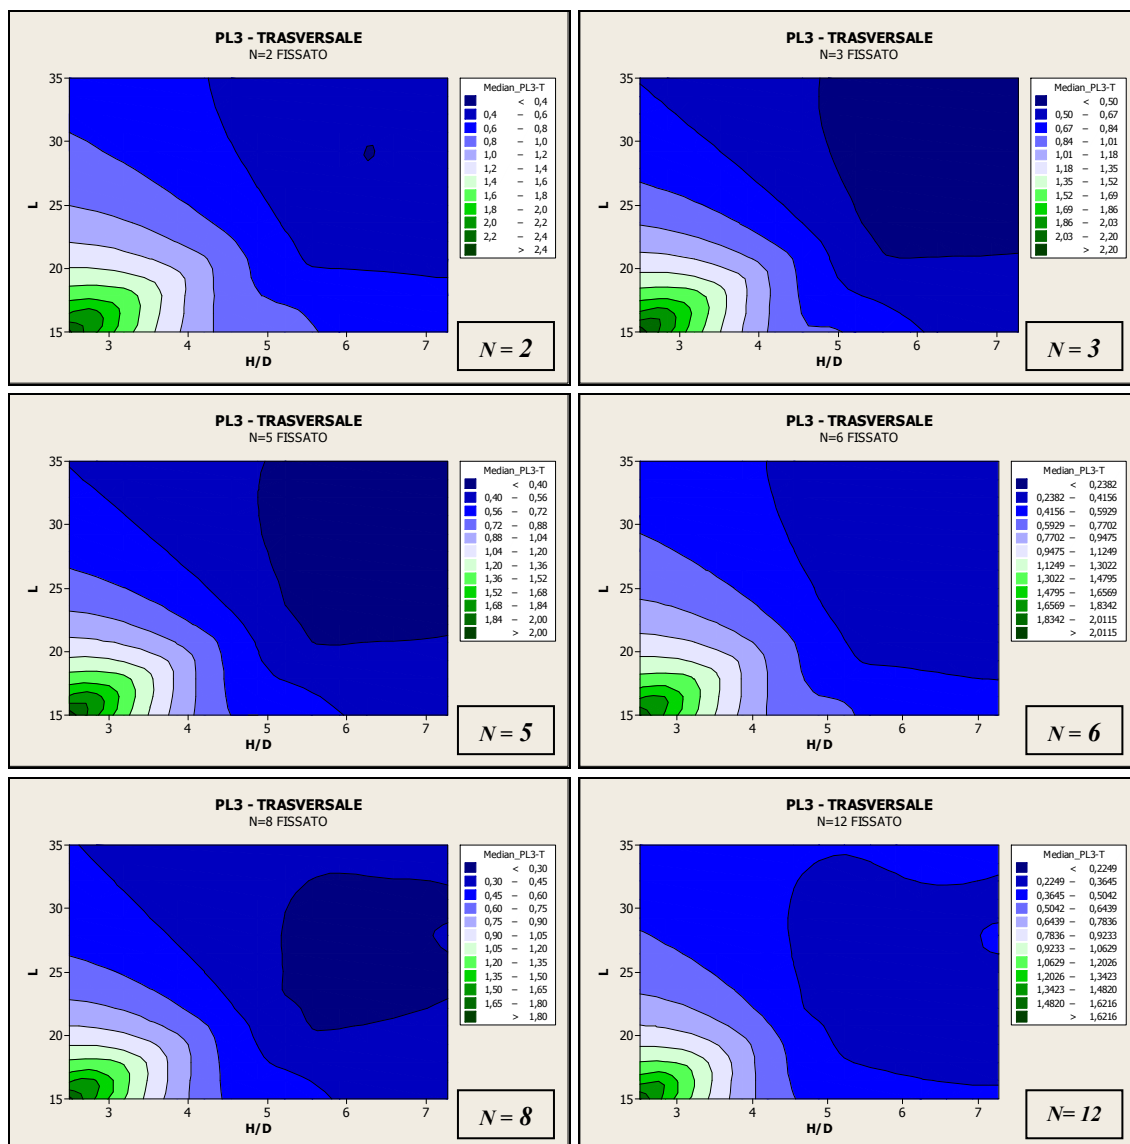 PL3 - TRASVERSALE
N=2 FISSATO
35
30
25
20
15
L
3 4 5 6 7
H/D
Median_PL3-T
< 0,4
0,4 – 0,6
0,6 – 0,8
0,8 – 1,0
1,0 – 1,2
1,2 – 1,4
1,4 – 1,6
1,6 – 1,8
1,8 – 2,0
2,0 – 2,2
2,2 – 2,4
> 2,4
N = 2
PL3 - TRASVERSALE
N=3 FISSATO
35
30
25
20
15
L
3 4 5 6 7
H/D
Median_PL3-T
< 0,50
0,50 – 0,67
0,67 – 0,84
0,84 – 1,01
1,01 – 1,18
1,18 – 1,35
1,35 – 1,52
1,52 – 1,69
1,69 – 1,86
1,86 – 2,03
2,03 – 2,20
> 2,20
N = 3
PL3 - TRASVERSALE
N=5 FISSATO
35
30
25
20
15
L
3 4 5 6 7
H/D
Median_PL3-T
< 0,40
0,40 – 0,56
0,56 – 0,72
0,72 – 0,88
0,88 – 1,04
1,04 – 1,20
1,20 – 1,36
1,36 – 1,52
1,52 – 1,68
1,68 – 1,84
1,84 – 2,00
> 2,00
N = 5
PL3 - TRASVERSALE
N=6 FISSATO
35
30
25
20
15
L
3 4 5 6 7
H/D
Median_PL3-T
< 0,2382
0,2382 – 0,4156
0,4156 – 0,5929
0,5929 – 0,7702
0,7702 – 0,9475
0,9475 – 1,1249
1,1249 – 1,3022
1,3022 – 1,4795
1,4795 – 1,6569
1,6569 – 1,8342
1,8342 – 2,0115
> 2,0115
N = 6
PL3 - TRASVERSALE
N=8 FISSATO
35
30
25
20
15
L
3 4 5 6 7
H/D
Median_PL3-T
< 0,30
0,30 – 0,45
0,45 – 0,60
0,60 – 0,75
0,75 – 0,90
0,90 – 1,05
1,05 – 1,20
1,20 – 1,35
1,35 – 1,50
1,50 – 1,65
1,65 – 1,80
> 1,80
N = 8
PL3 - TRASVERSALE
N=12 FISSATO
35
30
25
20
15
L
3 4 5 6 7
H/D
Median_PL3-T
< 0,2249
0,2249 – 0,3645
0,3645 – 0,5042
0,5042 – 0,6439
0,6439 – 0,7836
0,7836 – 0,9233
0,9233 – 1,0629
1,0629 – 1,2026
1,2026 – 1,3423
1,3423 – 1,4820
1,4820 – 1,6216
> 1,6216
N= 12